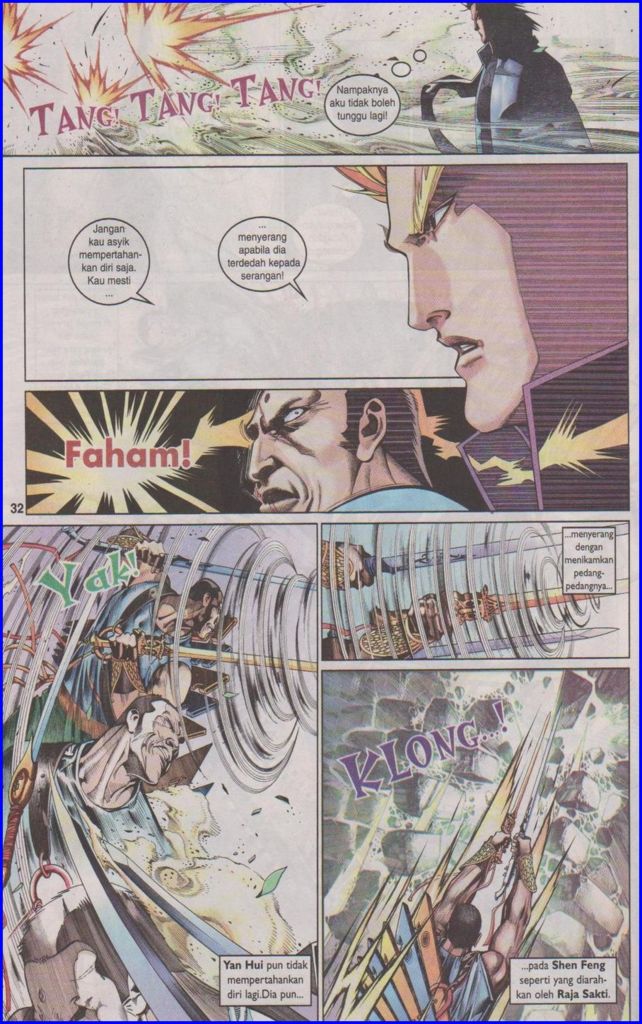 TANG! TANG! TANG!
Nampaknya
aku tidak boleh
tunggu lagi!
Jangan
kau asyik
mempertahan-
kan diri saja.
Kau mesti
...
...
menyerang
apabila dia
terdedah kepada
serangan!
Faham!
32
Yak!
...menyerang
dengan
menikamkan
pedang-
pedangnya...
KLONG...!
Yan Hui pun tidak
mempertahankan
diri lagi.Dia pun...
...pada Shen Feng
seperti yang diarah-
kan oleh Raja Sakti.